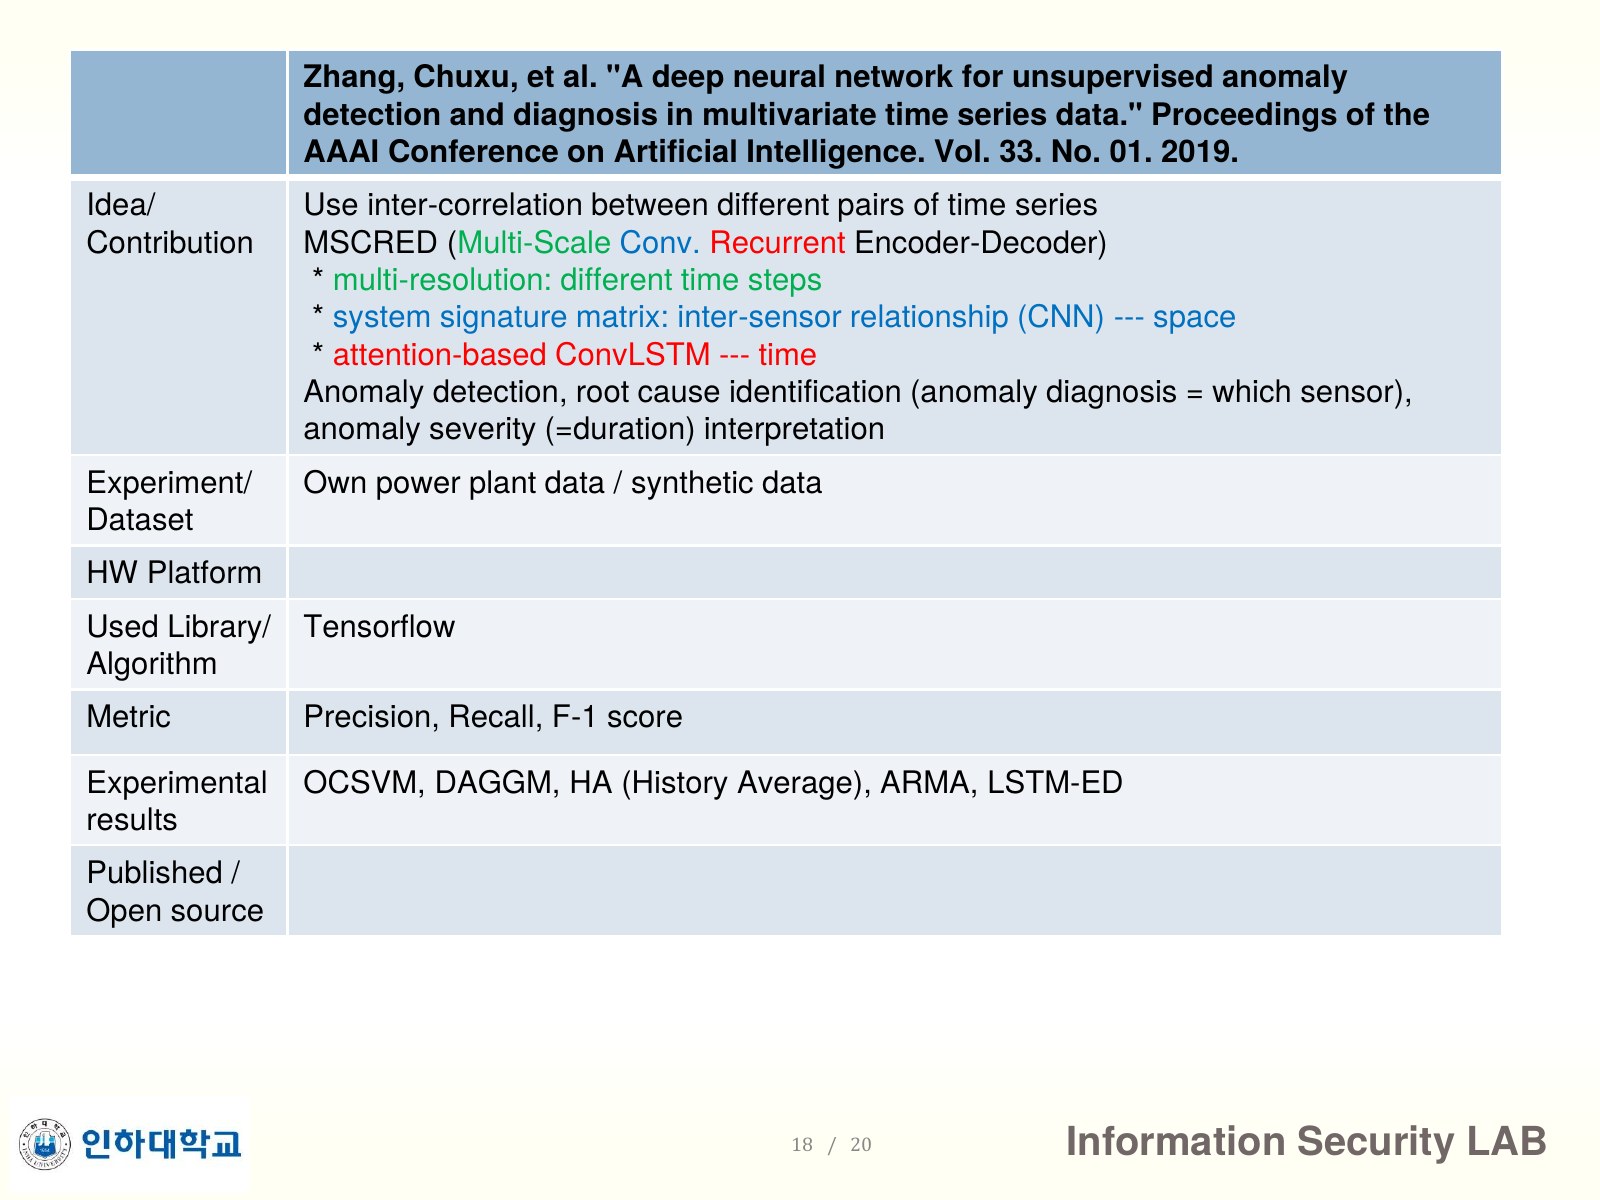 Zhang, Chuxu, et al. "A deep neural network for unsupervised anomaly
detection and diagnosis in multivariate time series data." Proceedings of the
AAAI Conference on Artificial Intelligence. Vol. 33. No. 01. 2019.
Idea/
Contribution
Use inter-correlation between different pairs of time series
MSCRED (Multi-Scale Conv. Recurrent Encoder-Decoder)
* multi-resolution: different time steps
* system signature matrix: inter-sensor relationship (CNN) --- space
* attention-based ConvLSTM --- time
Anomaly detection, root cause identification (anomaly diagnosis = which sensor),
anomaly severity (=duration) interpretation
Experiment/
Dataset
Own power plant data / synthetic data
HW Platform
Used Library/
Algorithm
Tensorflow
Metric
Precision, Recall, F-1 score
Experimental
results
OCSVM, DAGGM, HA (History Average), ARMA, LSTM-ED
Published /
Open source
인하대학교
18 / 20
Information Security LAB